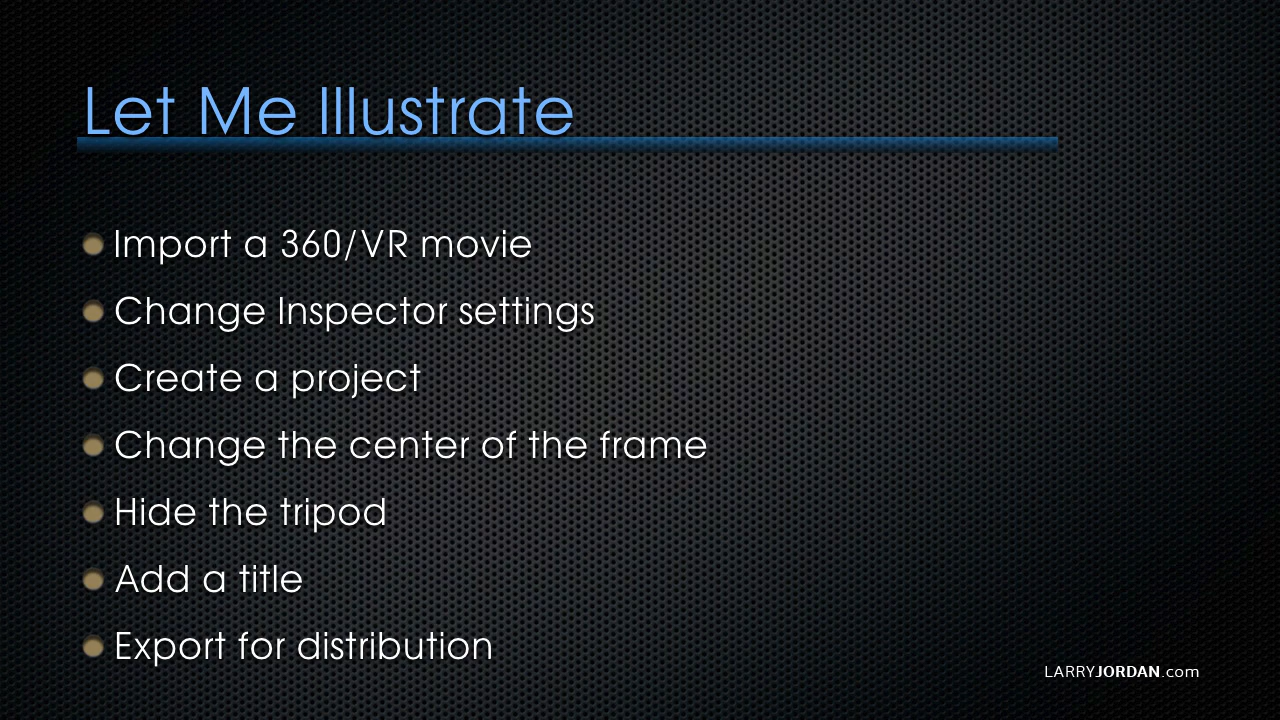 Let Me Illustrate
Import a 360/VR movie
Change Inspector settings
Create a project
Change the center of the frame
Hide the tripod
Add a title
Export for distribution
LARRYJORDAN.com